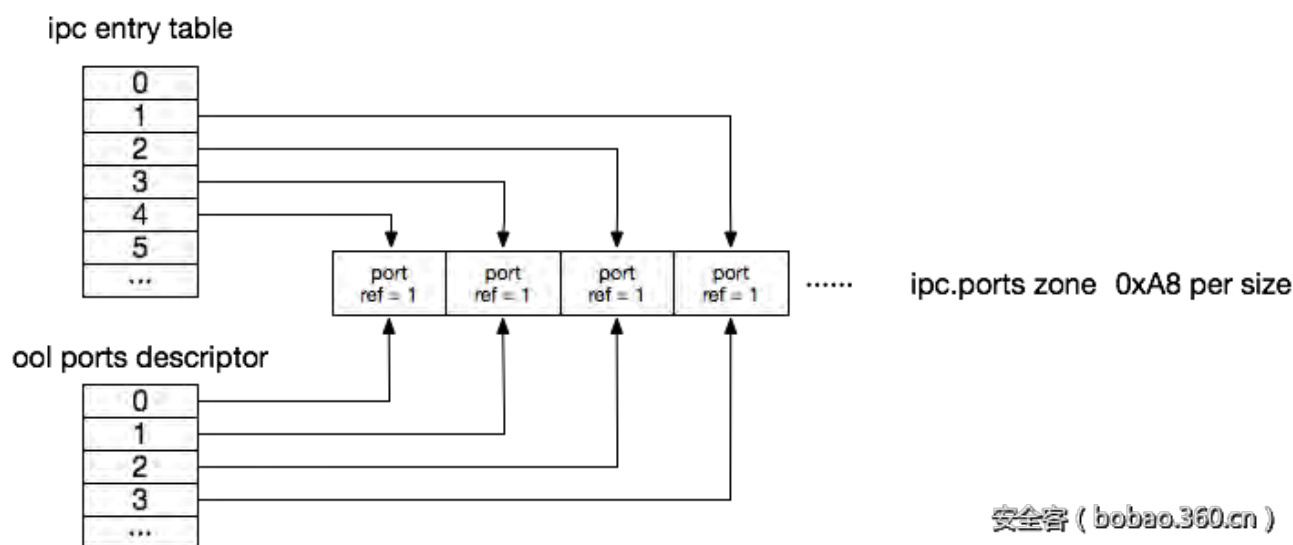 ipc entry table
0
1
2
3
4
5
...
port port port port
ref = 1 ref = 1 ref = 1 ref = 1
...... ipc.ports zone 0xA8 per size
ool ports descriptor
0
1
2
3
...
安全客 ( bobao.360.cn )